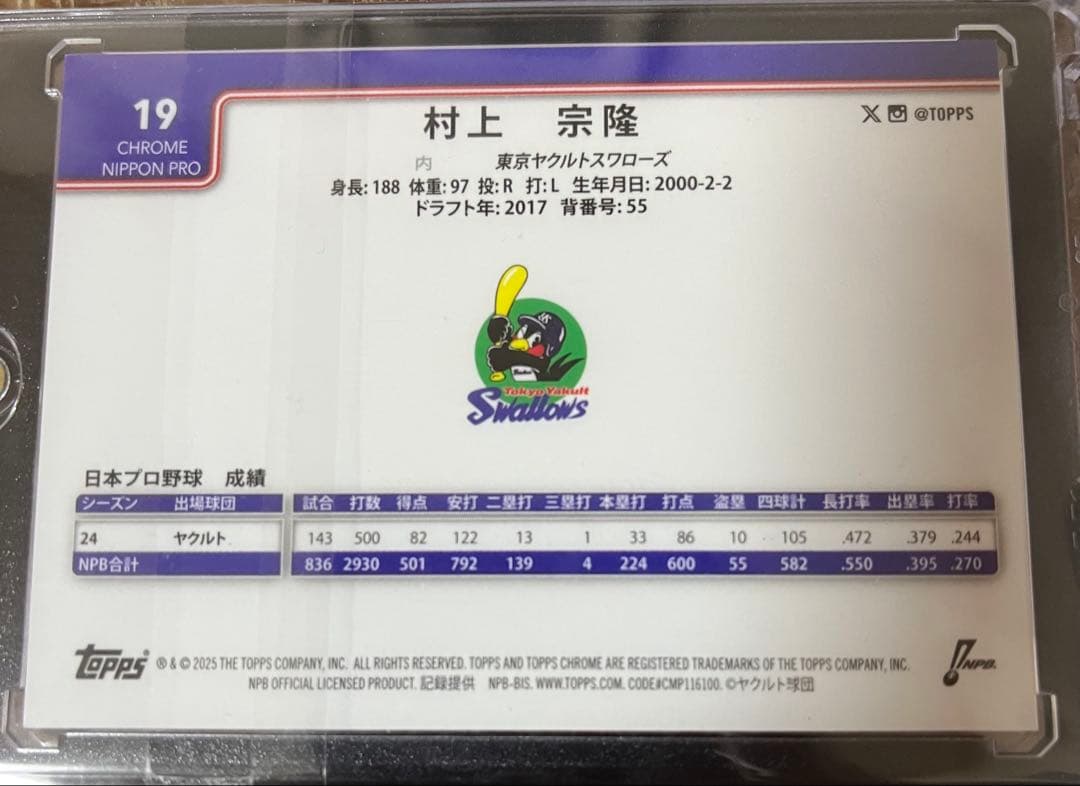 19
CHROME
NIPPON PRO
村上 宗隆
@TOPPS
内 東京ヤクルトスワローズ
身長: 188 体重: 97 投: R 打: L 生年月日: 2000-2-2
ドラフト年: 2017 背番号: 55
Tokyo Yakult
Swallows
日本プロ野球 成績
シーズン 出場球団 試合 打数 得点 安打 二塁打 三塁打 本塁打 打点 盗塁 四球計 長打率 出塁率 打率
24 ヤクルト 143 500 82 122 13 1 33 86 10 105 .472 .379 .244
NPB合計 836 2930 501 792 139 4 224 600 55 582 .550 .395 .270
topps ® & © 2025 THE TOPPS COMPANY, INC. ALL RIGHTS RESERVED. TOPPS AND TOPPS CHROME ARE REGISTERED TRADEMARKS OF THE TOPPS COMPANY, INC.
NPB OFFICIAL LICENSED PRODUCT. 記録提供 NPB-BIS. WWW.TOPPS.COM. CODE#CMP116100. ©ヤクルト球団
NPB